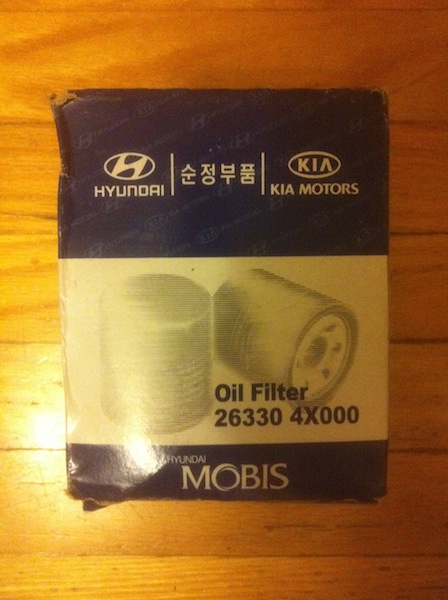 HYUNDAI
순정부품
KIA
KIA MOTORS
Oil Filter
26330 4X000
HYUNDAI
MOBIS